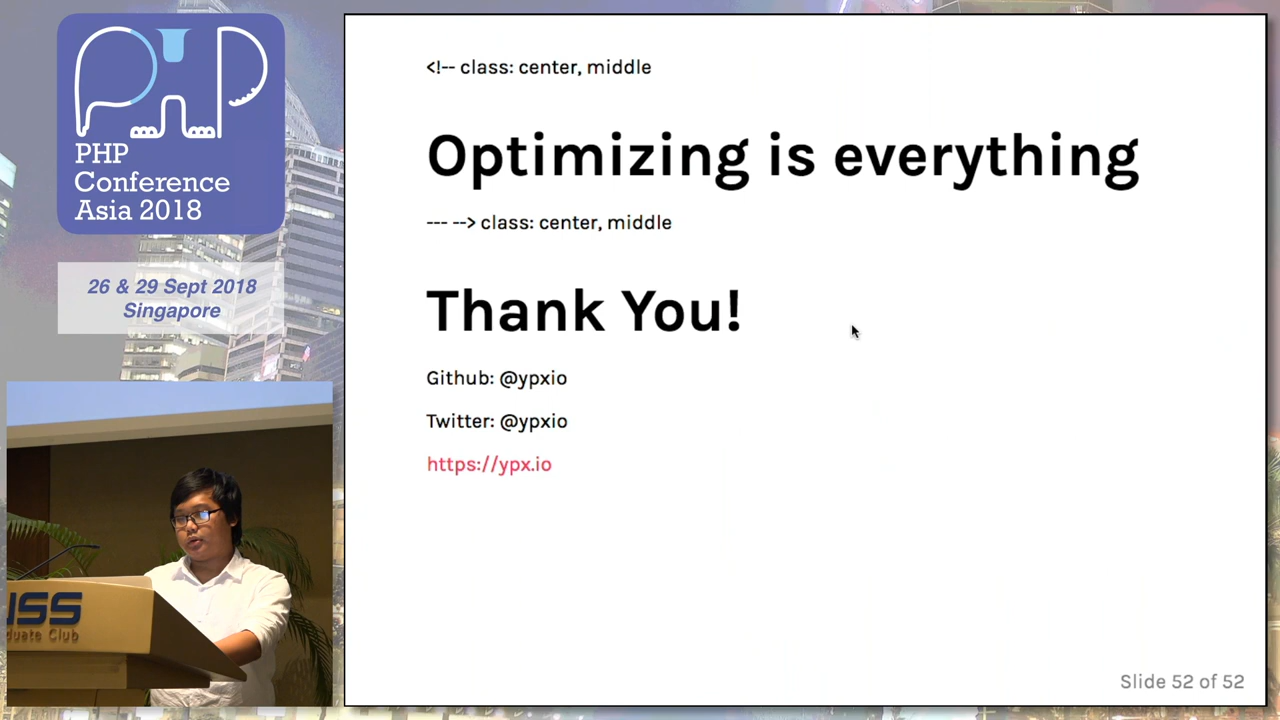 PHP
Conference
Asia 2018
26 & 29 Sept 2018
Singapore
<!-- class: center, middle
Optimizing is everything
--- --> class: center, middle
Thank You!
Github: @ypxio
Twitter: @ypxio
https://ypx.io
Slide 52 of 52
Club